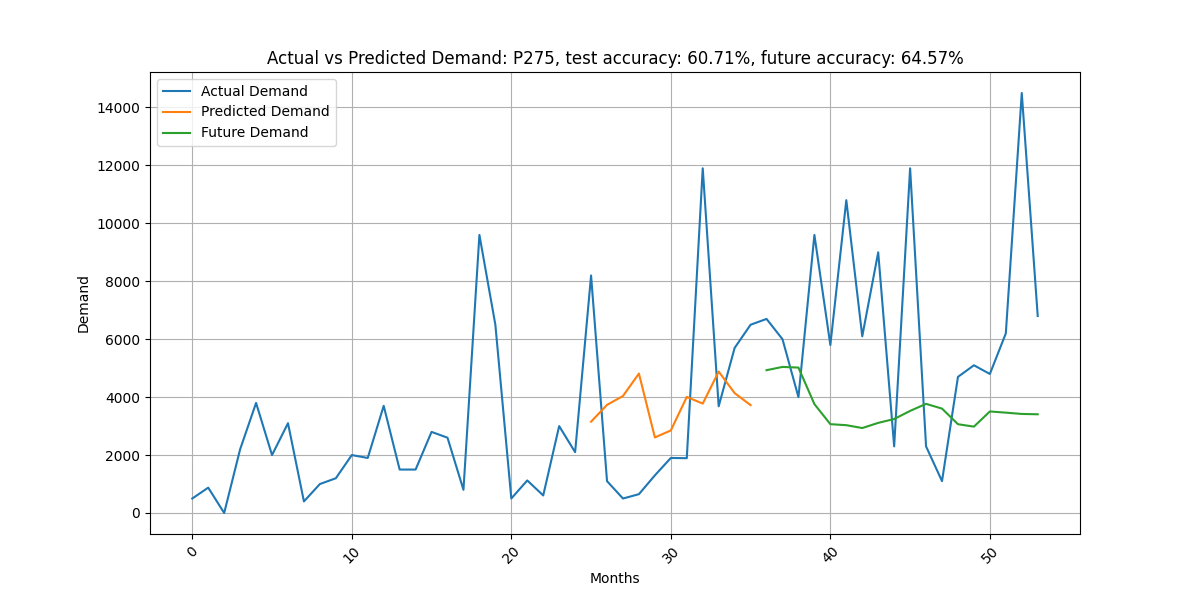 Actual vs Predicted Demand: P275, test accuracy: 60.71%, future accuracy: 64.57%
Actual Demand
Predicted Demand
Future Demand
14000
12000
10000
8000
6000
4000
2000
0
Demand
0
10
20
30
40
50
Months